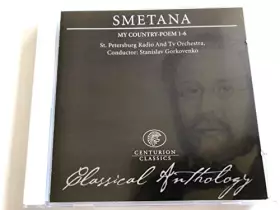 SMETANA
MY COUNTRY-POEM 1-6
St. Petersburg Radio And Tv Orchestra,
Conductor: Stanislav Gorkovenko
CENTURION
CLASSICS
Classical Anthology